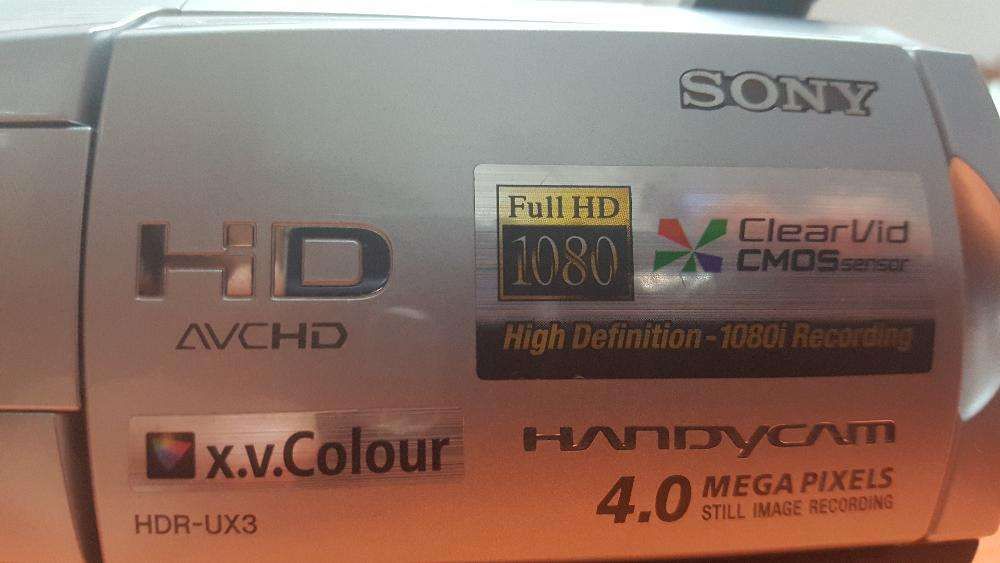 SONY
Full HD
1080
ClearVid
CMOS sensor
High Definition - 1080i Recording
HD
AVCHD
x.v.Colour
HDR-UX3
HANDYCAM
4.0 MEGA PIXELS
STILL IMAGE RECORDING